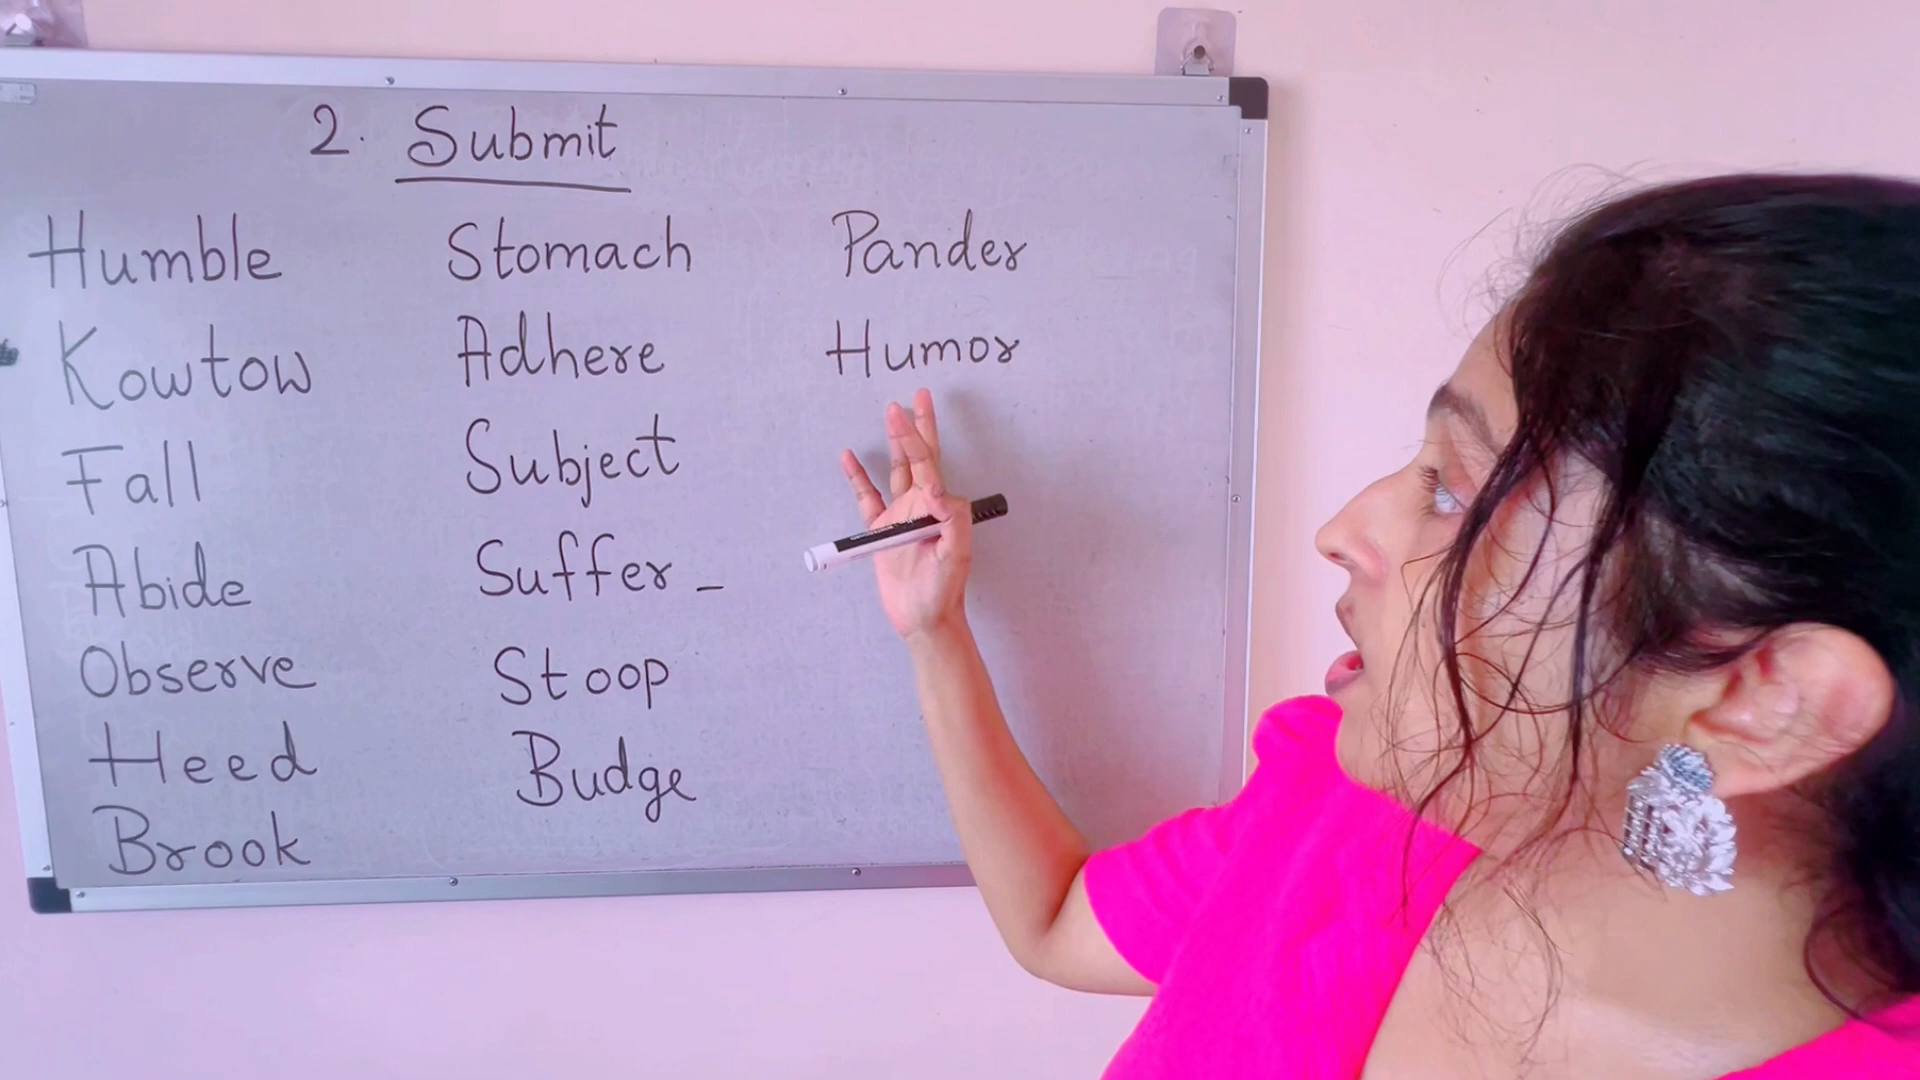 2. Submit
Humble
Kowtow
Fall
Abide
Observe
Heed
Brook
Stomach
Adhere
Subject
Suffer -
Stoop
Budge
Pander
Humor